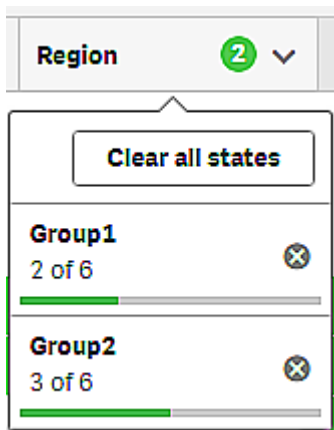 Region 2
Clear all states
Group1
2 of 6
Group2
3 of 6